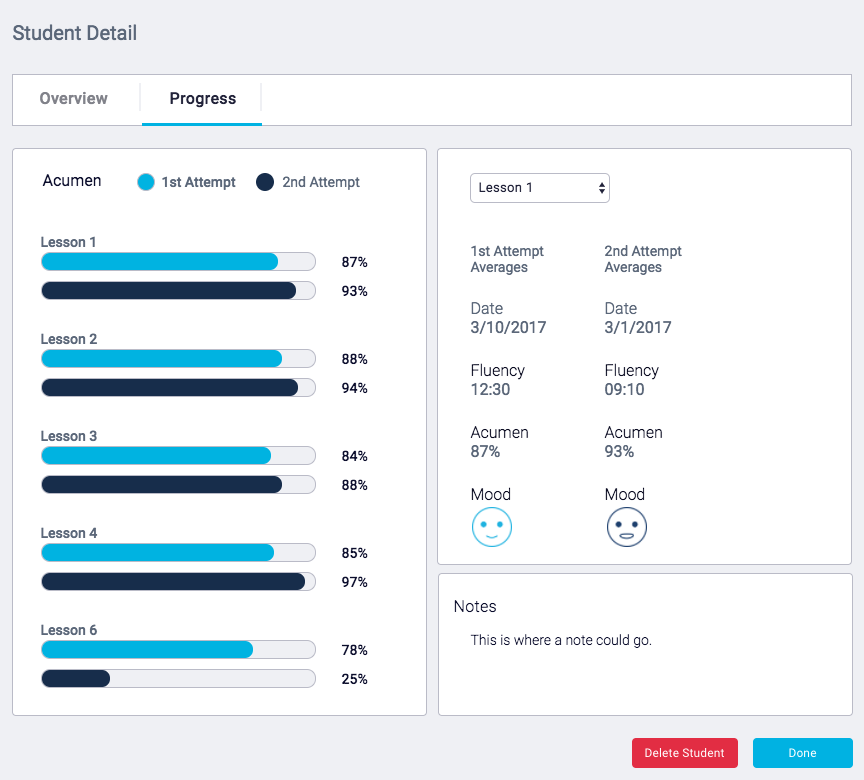 Student Detail
Overview Progress
Acumen 1st Attempt 2nd Attempt
Lesson 1
87%
93%
Lesson 2
88%
94%
Lesson 3
84%
88%
Lesson 4
85%
97%
Lesson 6
78%
25%
Lesson 1
1st Attempt 2nd Attempt
Averages Averages
Date Date
3/10/2017 3/1/2017
Fluency Fluency
12:30 09:10
Acumen Acumen
87% 93%
Mood Mood
Notes
This is where a note could go.
Delete Student Done